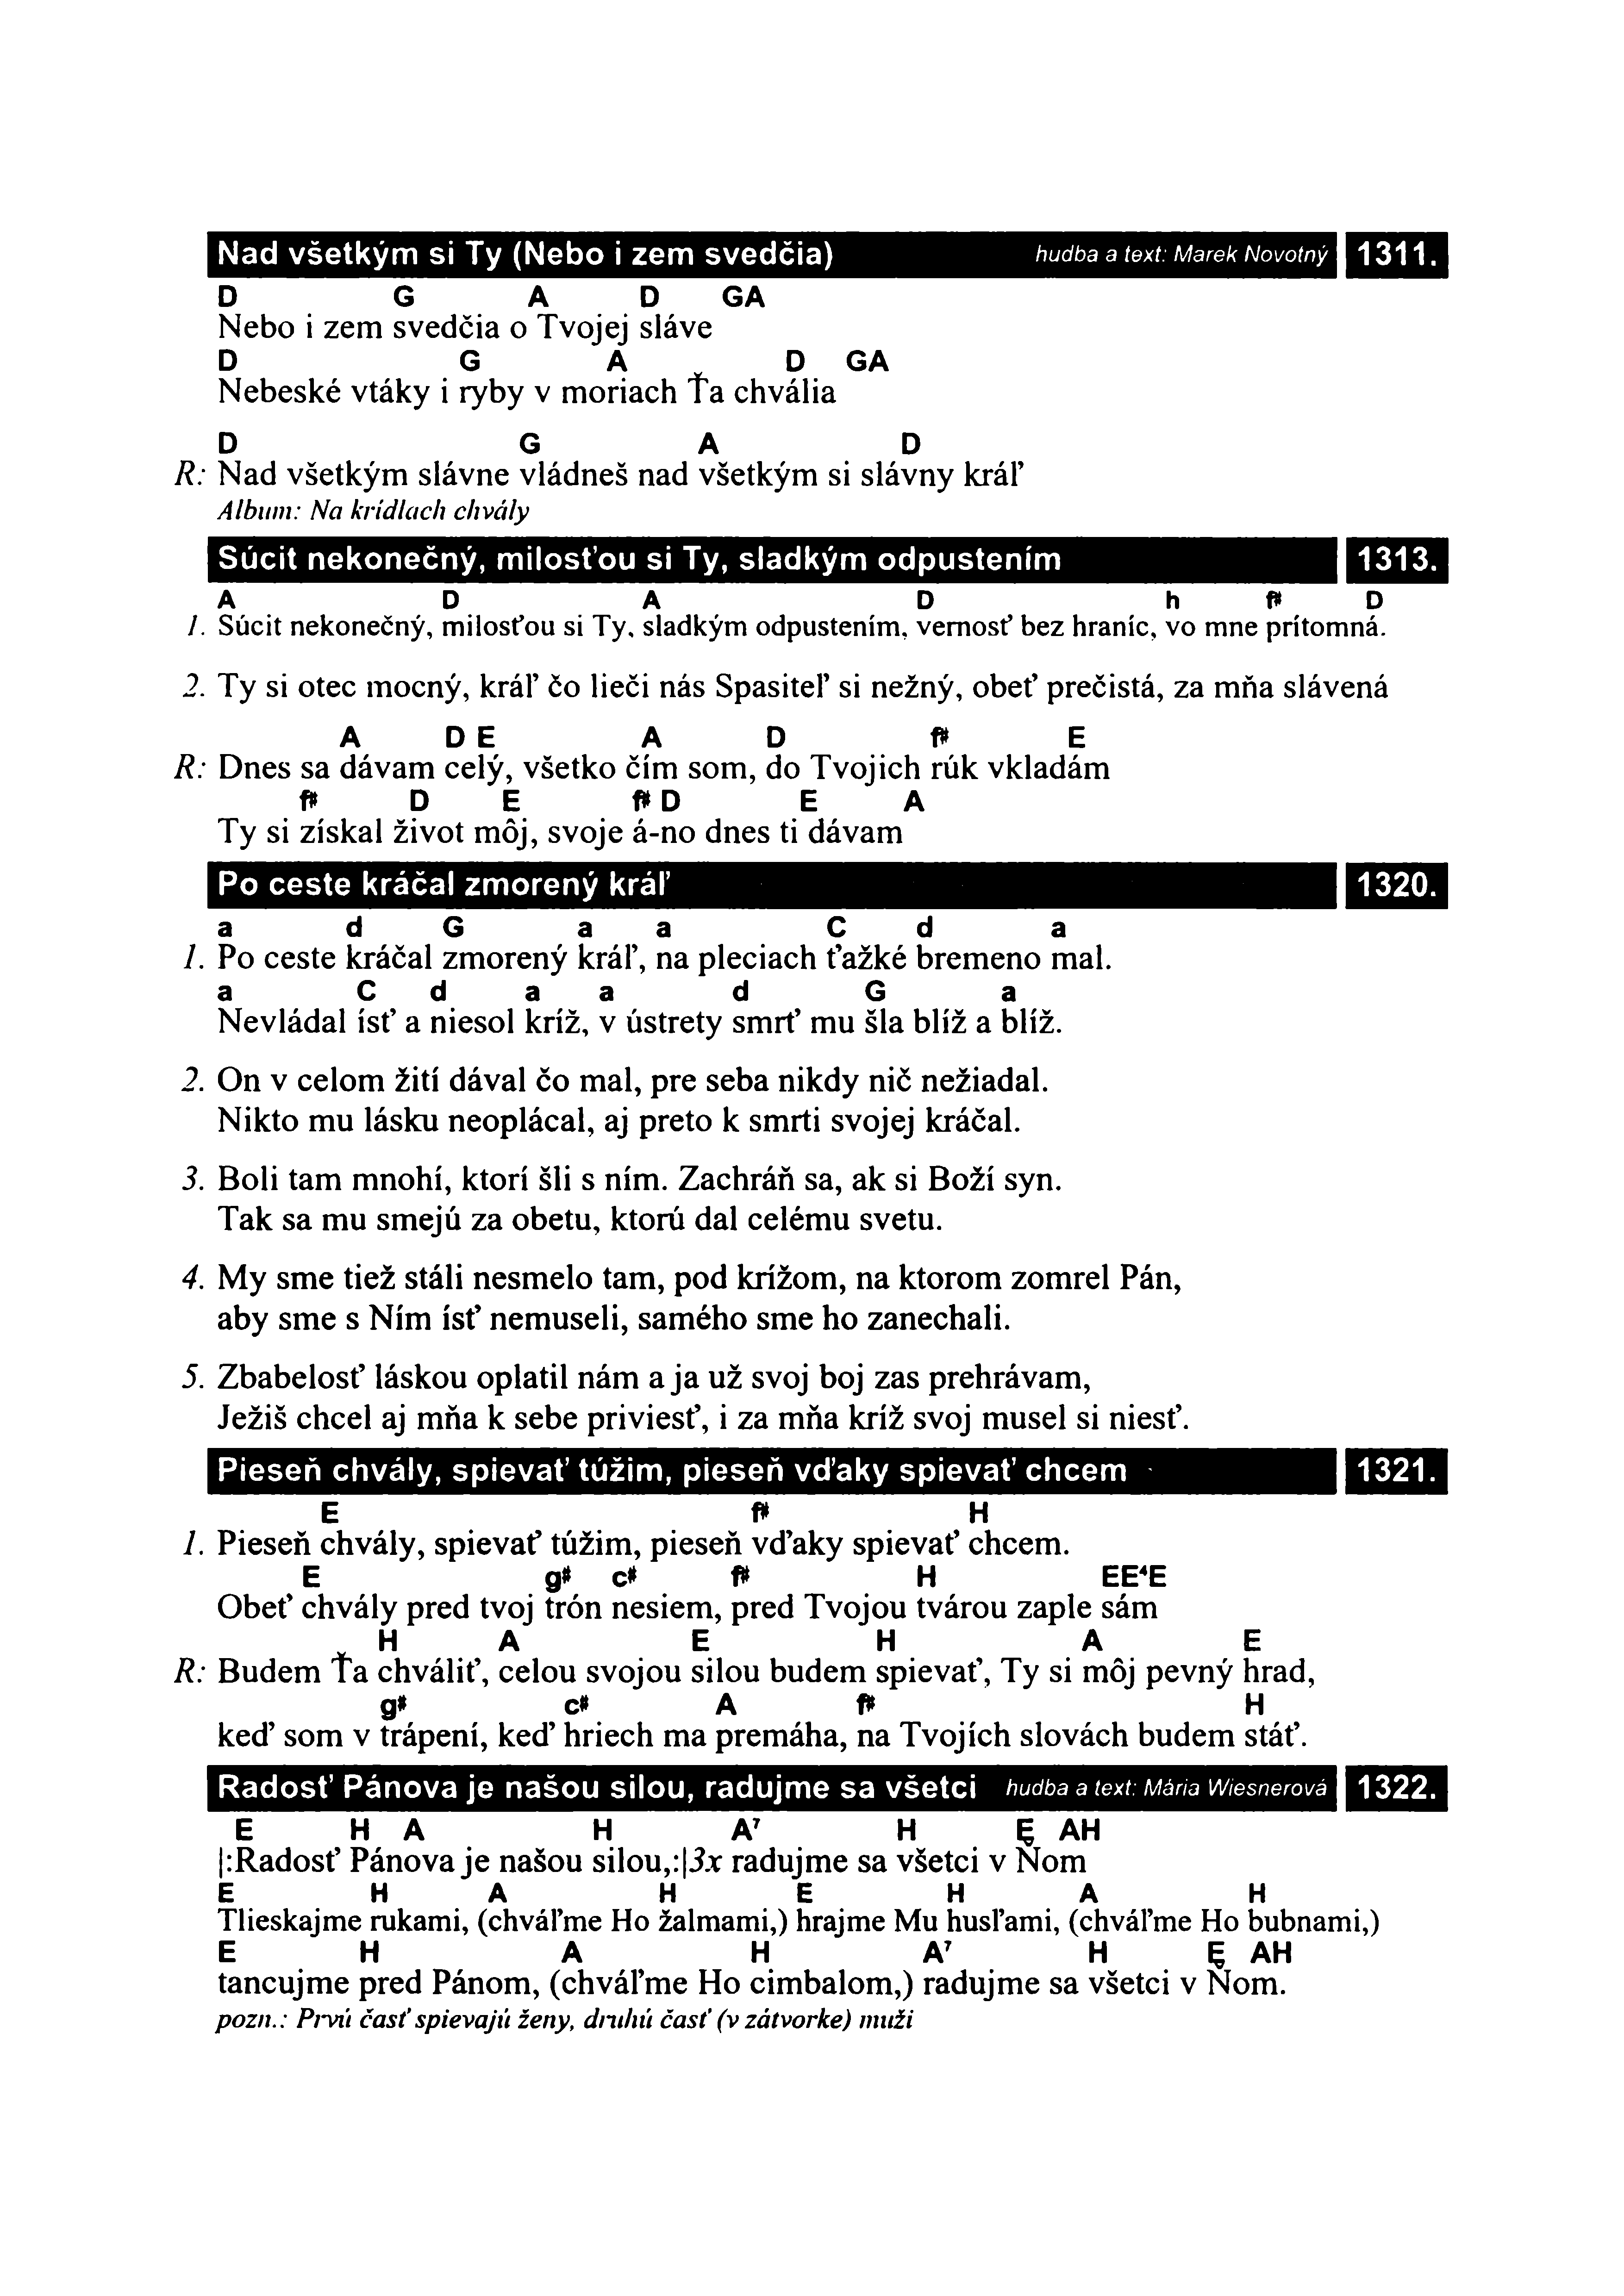 Nad všetkým si Ty (Nebo i zem svedčia) hudba a text: Marek Novotný 1311.
D G A D GA
Nebo i zem svedčia o Tvojej sláve
D G A D GA
Nebeské vtáky i ryby v moriach Ťa chvália
D G A D
R: Nad všetkým slávne vládneš nad všetkým si slávny kráľ
Album: Na krídlach chvály
Súcit nekonečný, milosťou si Ty, sladkým odpustením 1313.
A D A D h f# D
1. Súcit nekonečný, milosťou si Ty, sladkým odpustením, vernosť bez hraníc, vo mne prítomná.
2. Ty si otec mocný, kráľ čo lieči nás Spasiteľ si nežný, obeť prečistá, za mňa slávená
A D E A D f# E
R: Dnes sa dávam celý, všetko čím som, do Tvojich rúk vkladám
f# D E f# D E A
Ty si získal život môj, svoje á-no dnes ti dávam
Po ceste kráčal zmorený kráľ 1320.
a d G a a C d a
1. Po ceste kráčal zmorený kráľ, na pleciach ťažké bremeno mal.
a C d a a d G a
Nevládal ísť a niesol kríž, v ústrety smrť mu šla blíž a blíž.
2. On v celom žití dával čo mal, pre seba nikdy nič nežiadal.
Nikto mu lásku neoplácal, aj preto k smrti svojej kráčal.
3. Boli tam mnohí, ktorí šli s ním. Zachráň sa, ak si Boží syn.
Tak sa mu smejú za obetu, ktorú dal celému svetu.
4. My sme tiež stáli nesmelo tam, pod krížom, na ktorom zomrel Pán,
aby sme s Ním ísť nemuseli, samého sme ho zanechali.
5. Zbabelosť láskou oplatil nám a ja už svoj boj zas prehrávam,
Ježiš chcel aj mňa k sebe priviesť, i za mňa kríž svoj musel si niesť.
Pieseň chvály, spievať túžim, pieseň vďaky spievať chcem 1321.
E f# H
1. Pieseň chvály, spievať túžim, pieseň vďaky spievať chcem.
E g# c# f# H EE⁴E
Obeť chvály pred tvoj trón nesiem, pred Tvojou tvárou zaple sám
H A E H A E
R: Budem Ťa chváliť, celou svojou silou budem spievať, Ty si môj pevný hrad,
g# c# A f# H
keď som v trápení, keď hriech ma premáha, na Tvojích slovách budem stáť.
Radosť Pánova je našou silou, radujme sa všetci hudba a text: Mária Wiesnerová 1322.
E H A H A⁷ H E AH
|:Radosť Pánova je našou silou,:|3x radujme sa všetci v Ňom
E H A H E H A H
Tlieskajme rukami, (chváľme Ho žalmami,) hrajme Mu husľami, (chváľme Ho bubnami,)
E H A H A⁷ H E AH
tancujme pred Pánom, (chváľme Ho cimbalom,) radujme sa všetci v Ňom.
pozn.: Prvú časť spievajú ženy, druhú časť (v zátvorke) muži